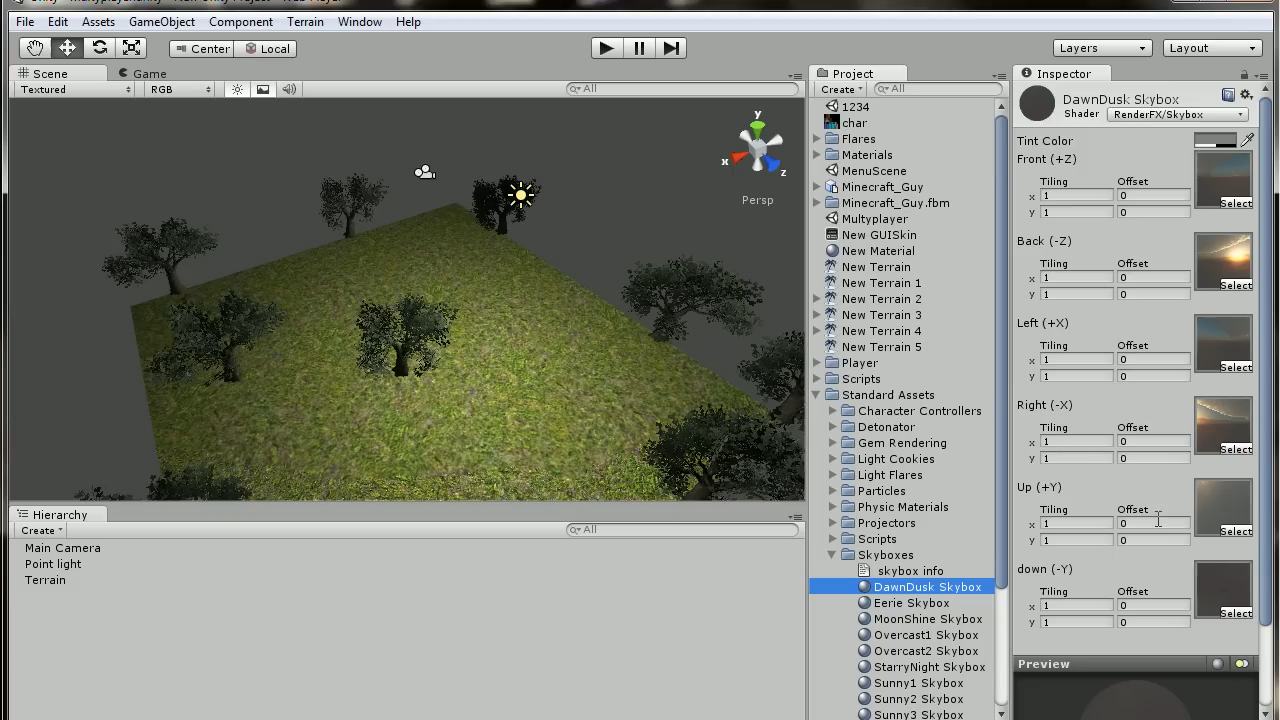 File Edit Assets GameObject Component Terrain Window Help
Center Local Layers Layout
Scene Game
Textured RGB All
y
x
z
Persp
Hierarchy
Create All
Main Camera
Point light
Terrain
Project
Create All
1234
char
Flares
Materials
MenuScene
Minecraft_Guy
Minecraft_Guy.fbm
Multyplayer
New GUISkin
New Material
New Terrain
New Terrain 1
New Terrain 2
New Terrain 3
New Terrain 4
New Terrain 5
Player
Scripts
Standard Assets
Character Controllers
Detonator
Gem Rendering
Light Cookies
Light Flares
Particles
Physic Materials
Projectors
Scripts
Skyboxes
skybox info
DawnDusk Skybox
Eerie Skybox
MoonShine Skybox
Overcast1 Skybox
Overcast2 Skybox
StarryNight Skybox
Sunny1 Skybox
Sunny2 Skybox
Sunny3 Skybox
Inspector
DawnDusk Skybox
Shader RenderFX/Skybox
Tint Color
Front (+Z)
Tiling Offset
x 1 0
y 1 0
Select
Back (-Z)
Tiling Offset
x 1 0
y 1 0
Select
Left (+X)
Tiling Offset
x 1 0
y 1 0
Select
Right (-X)
Tiling Offset
x 1 0
y 1 0
Select
Up (+Y)
Tiling Offset
x 1 0
y 1 0
Select
down (-Y)
Tiling Offset
x 1 0
y 1 0
Select
Preview